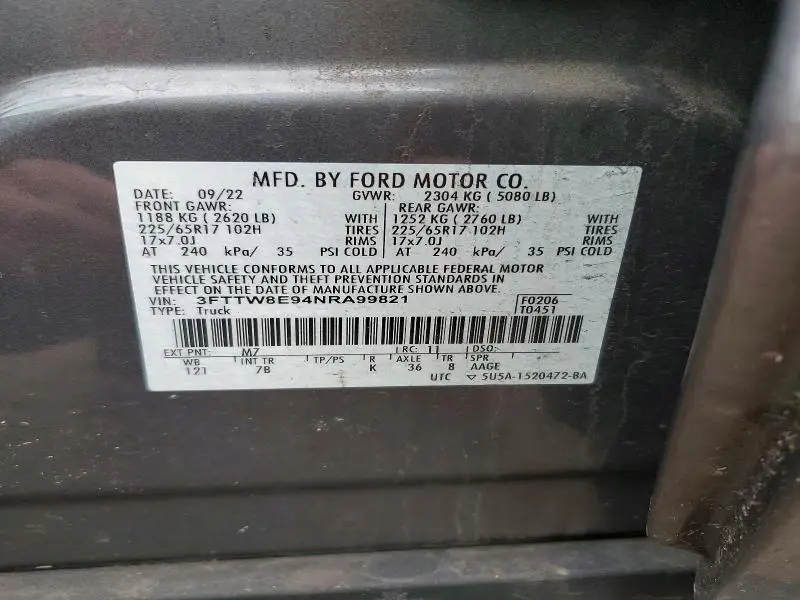 MFD. BY FORD MOTOR CO.
DATE: 09/22 GVWR: 2304 KG ( 5080 LB)
FRONT GAWR: REAR GAWR:
1188 KG ( 2620 LB) WITH 1252 KG ( 2760 LB) WITH
225/65R17 102H TIRES 225/65R17 102H TIRES
17x7.0J RIMS 17x7.0J RIMS
AT 240 kPa/ 35 PSI COLD AT 240 kPa/ 35 PSI COLD
THIS VEHICLE CONFORMS TO ALL APPLICABLE FEDERAL MOTOR
VEHICLE SAFETY AND THEFT PREVENTION STANDARDS IN
EFFECT ON THE DATE OF MANUFACTURE SHOWN ABOVE.
VIN: 3FTTW8E94NRA99821 F0206
TYPE: Truck T0451
EXT PNT: M7 RC: 11 DSO:
WB INT TR TP/PS R AXLE TR SPR
121 7B K 36 8 AAGE
UTC ▽ 5U5A-1520472-BA